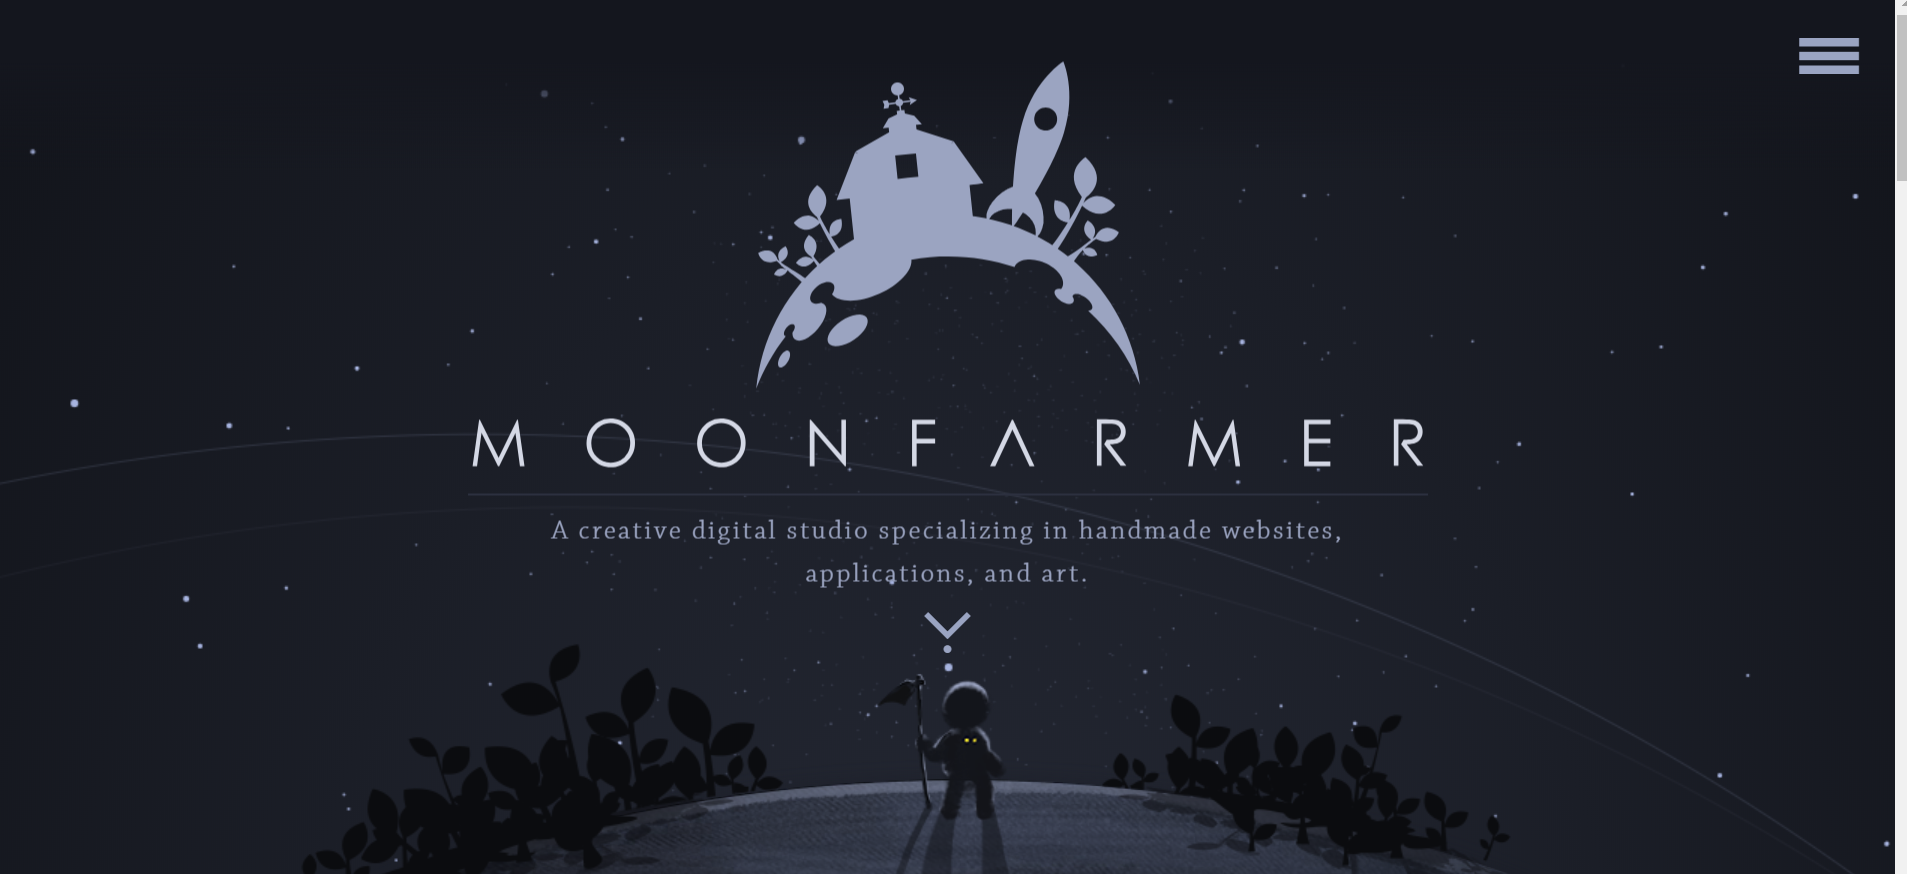 MOONFARMER
A creative digital studio specializing in handmade websites,
applications, and art.